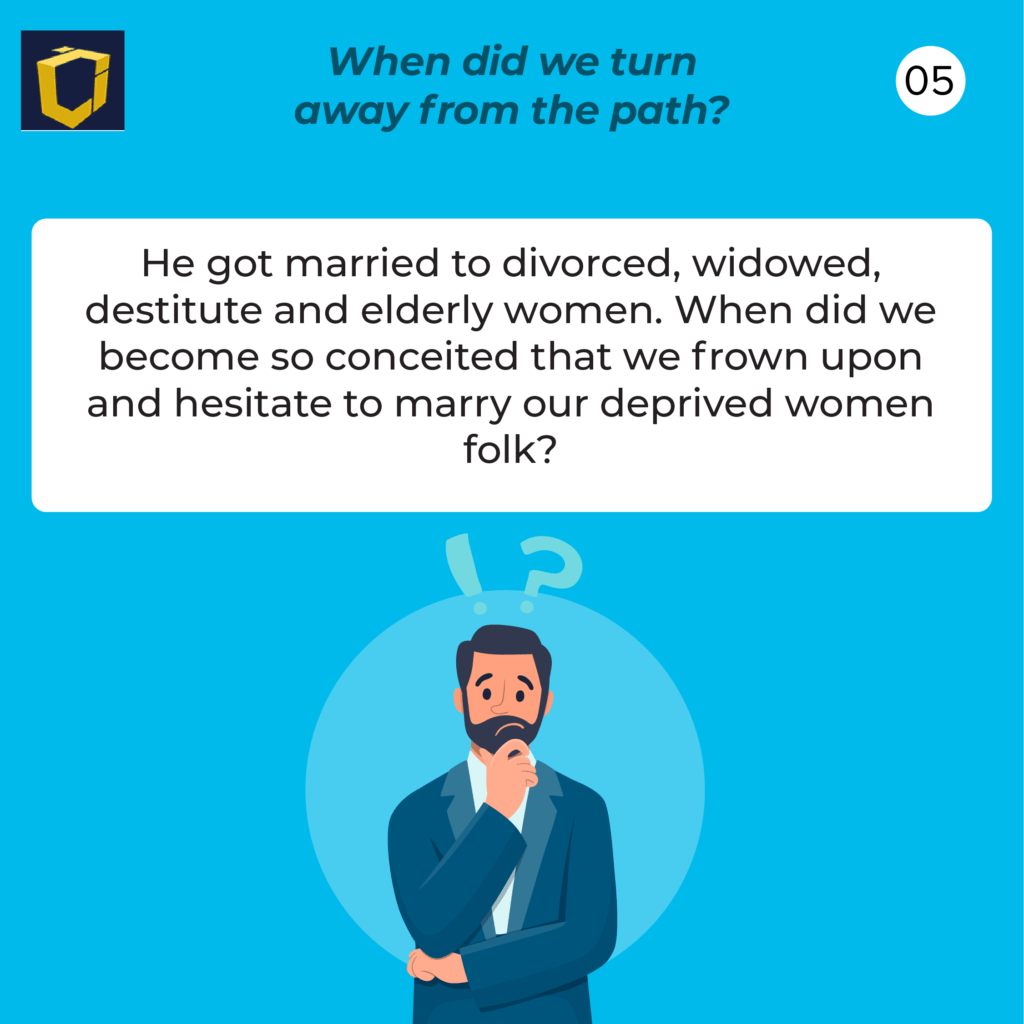 When did we turn
away from the path?
05
He got married to divorced, widowed,
destitute and elderly women. When did we
become so conceited that we frown upon
and hesitate to marry our deprived women
folk?
!?